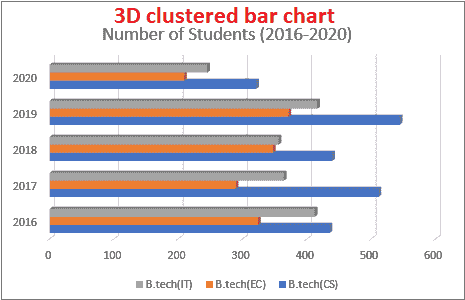 3D clustered bar chart
Number of Students (2016-2020)
2020
2019
2018
2017
2016
0 100 200 300 400 500 600
B.tech(IT) B.tech(EC) B.tech(CS)